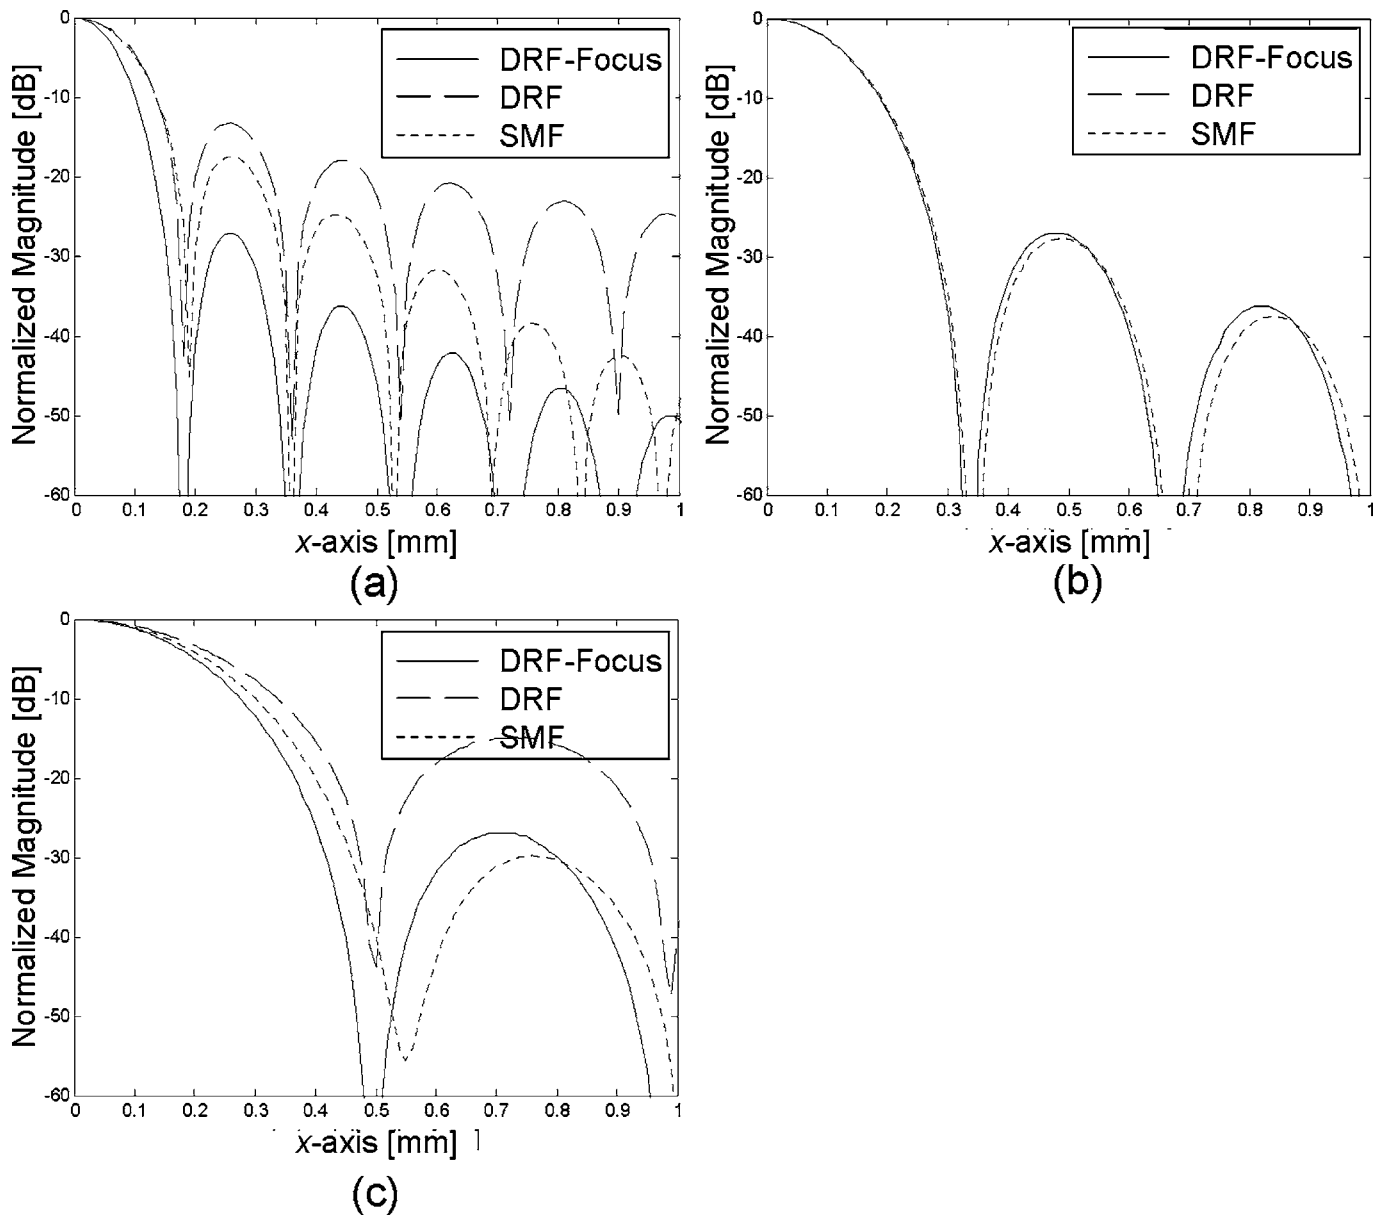 0
-10
-20
-30
-40
-50
-60
Normalized Magnitude [dB]
DRF-Focus
DRF
SMF
0 0.1 0.2 0.3 0.4 0.5 0.6 0.7 0.8 0.9 1
x-axis [mm]
(a)
0
-10
-20
-30
-40
-50
-60
Normalized Magnitude [dB]
DRF-Focus
DRF
SMF
0 0.1 0.2 0.3 0.4 0.5 0.6 0.7 0.8 0.9 1
x-axis [mm]
(b)
0
-10
-20
-30
-40
-50
-60
Normalized Magnitude [dB]
DRF-Focus
DRF
SMF
0 0.1 0.2 0.3 0.4 0.5 0.6 0.7 0.8 0.9 1
x-axis [mm]
(c)